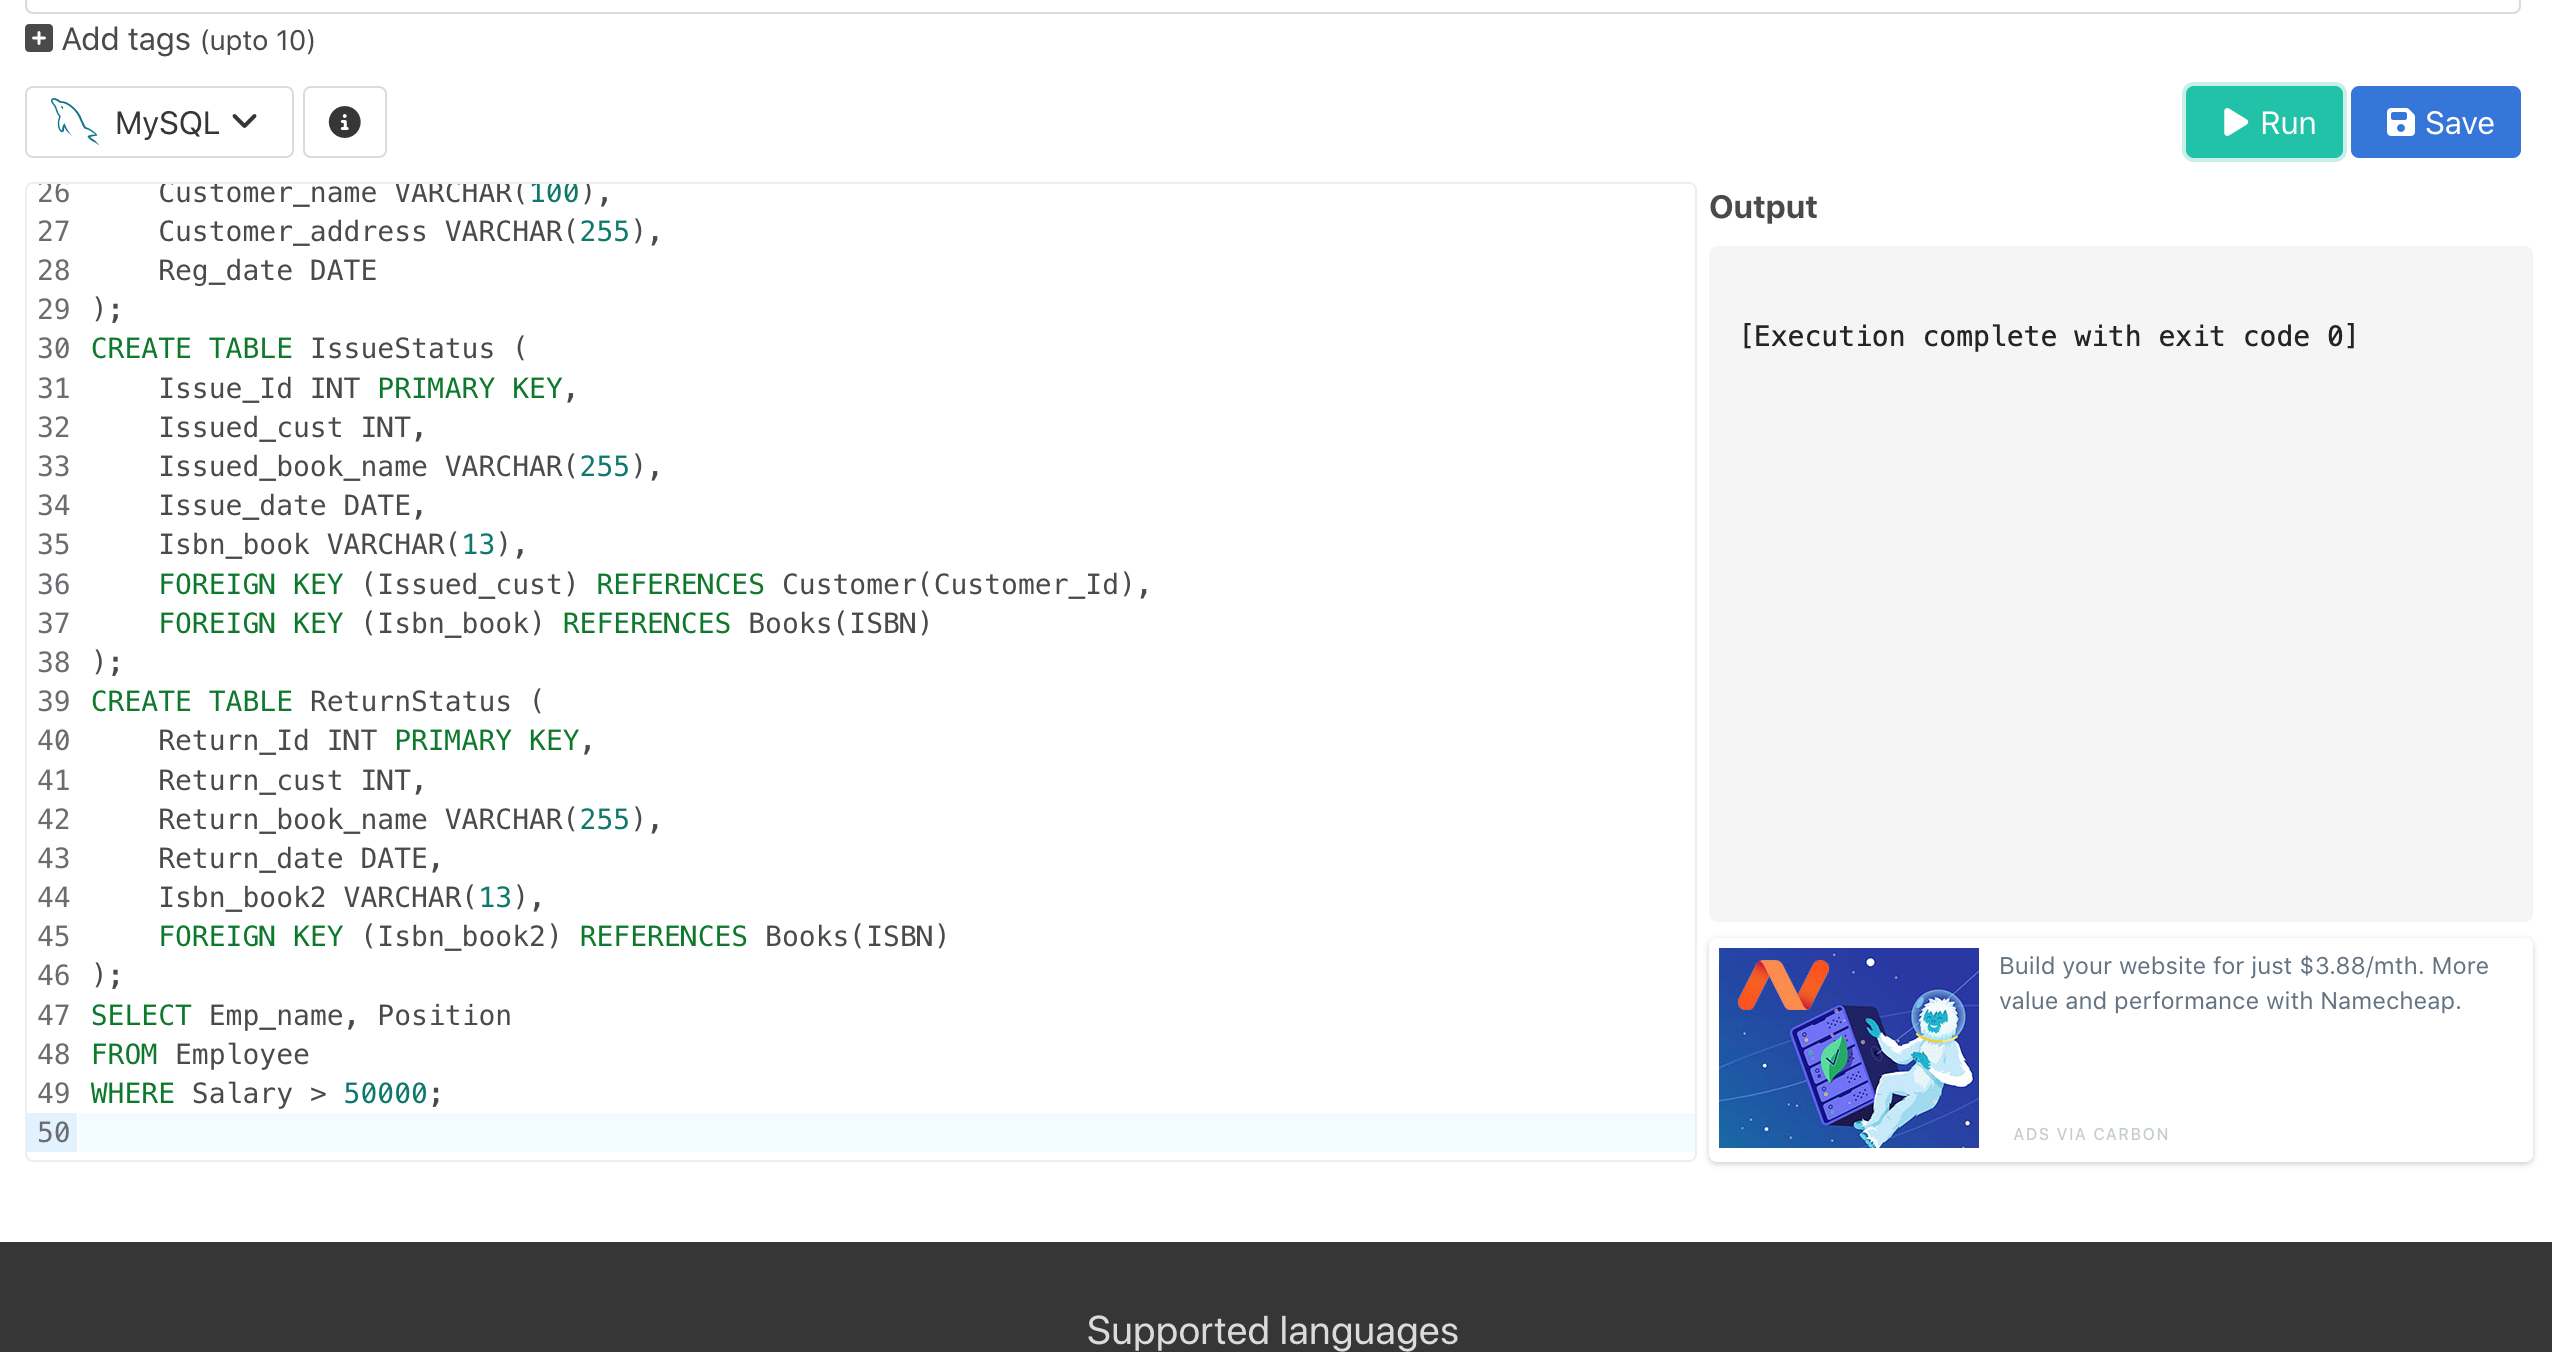 Add tags (upto 10)
MySQL
Run
Save
26 Customer_name VARCHAR(100),
27 Customer_address VARCHAR(255),
28 Reg_date DATE
29 );
30 CREATE TABLE IssueStatus (
31 Issue_Id INT PRIMARY KEY,
32 Issued_cust INT,
33 Issued_book_name VARCHAR(255),
34 Issue_date DATE,
35 Isbn_book VARCHAR(13),
36 FOREIGN KEY (Issued_cust) REFERENCES Customer(Customer_Id),
37 FOREIGN KEY (Isbn_book) REFERENCES Books(ISBN)
38 );
39 CREATE TABLE ReturnStatus (
40 Return_Id INT PRIMARY KEY,
41 Return_cust INT,
42 Return_book_name VARCHAR(255),
43 Return_date DATE,
44 Isbn_book2 VARCHAR(13),
45 FOREIGN KEY (Isbn_book2) REFERENCES Books(ISBN)
46 );
47 SELECT Emp_name, Position
48 FROM Employee
49 WHERE Salary > 50000;
50
Output
[Execution complete with exit code 0]
Build your website for just $3.88/mth. More
value and performance with Namecheap.
ADS VIA CARBON
Supported languages